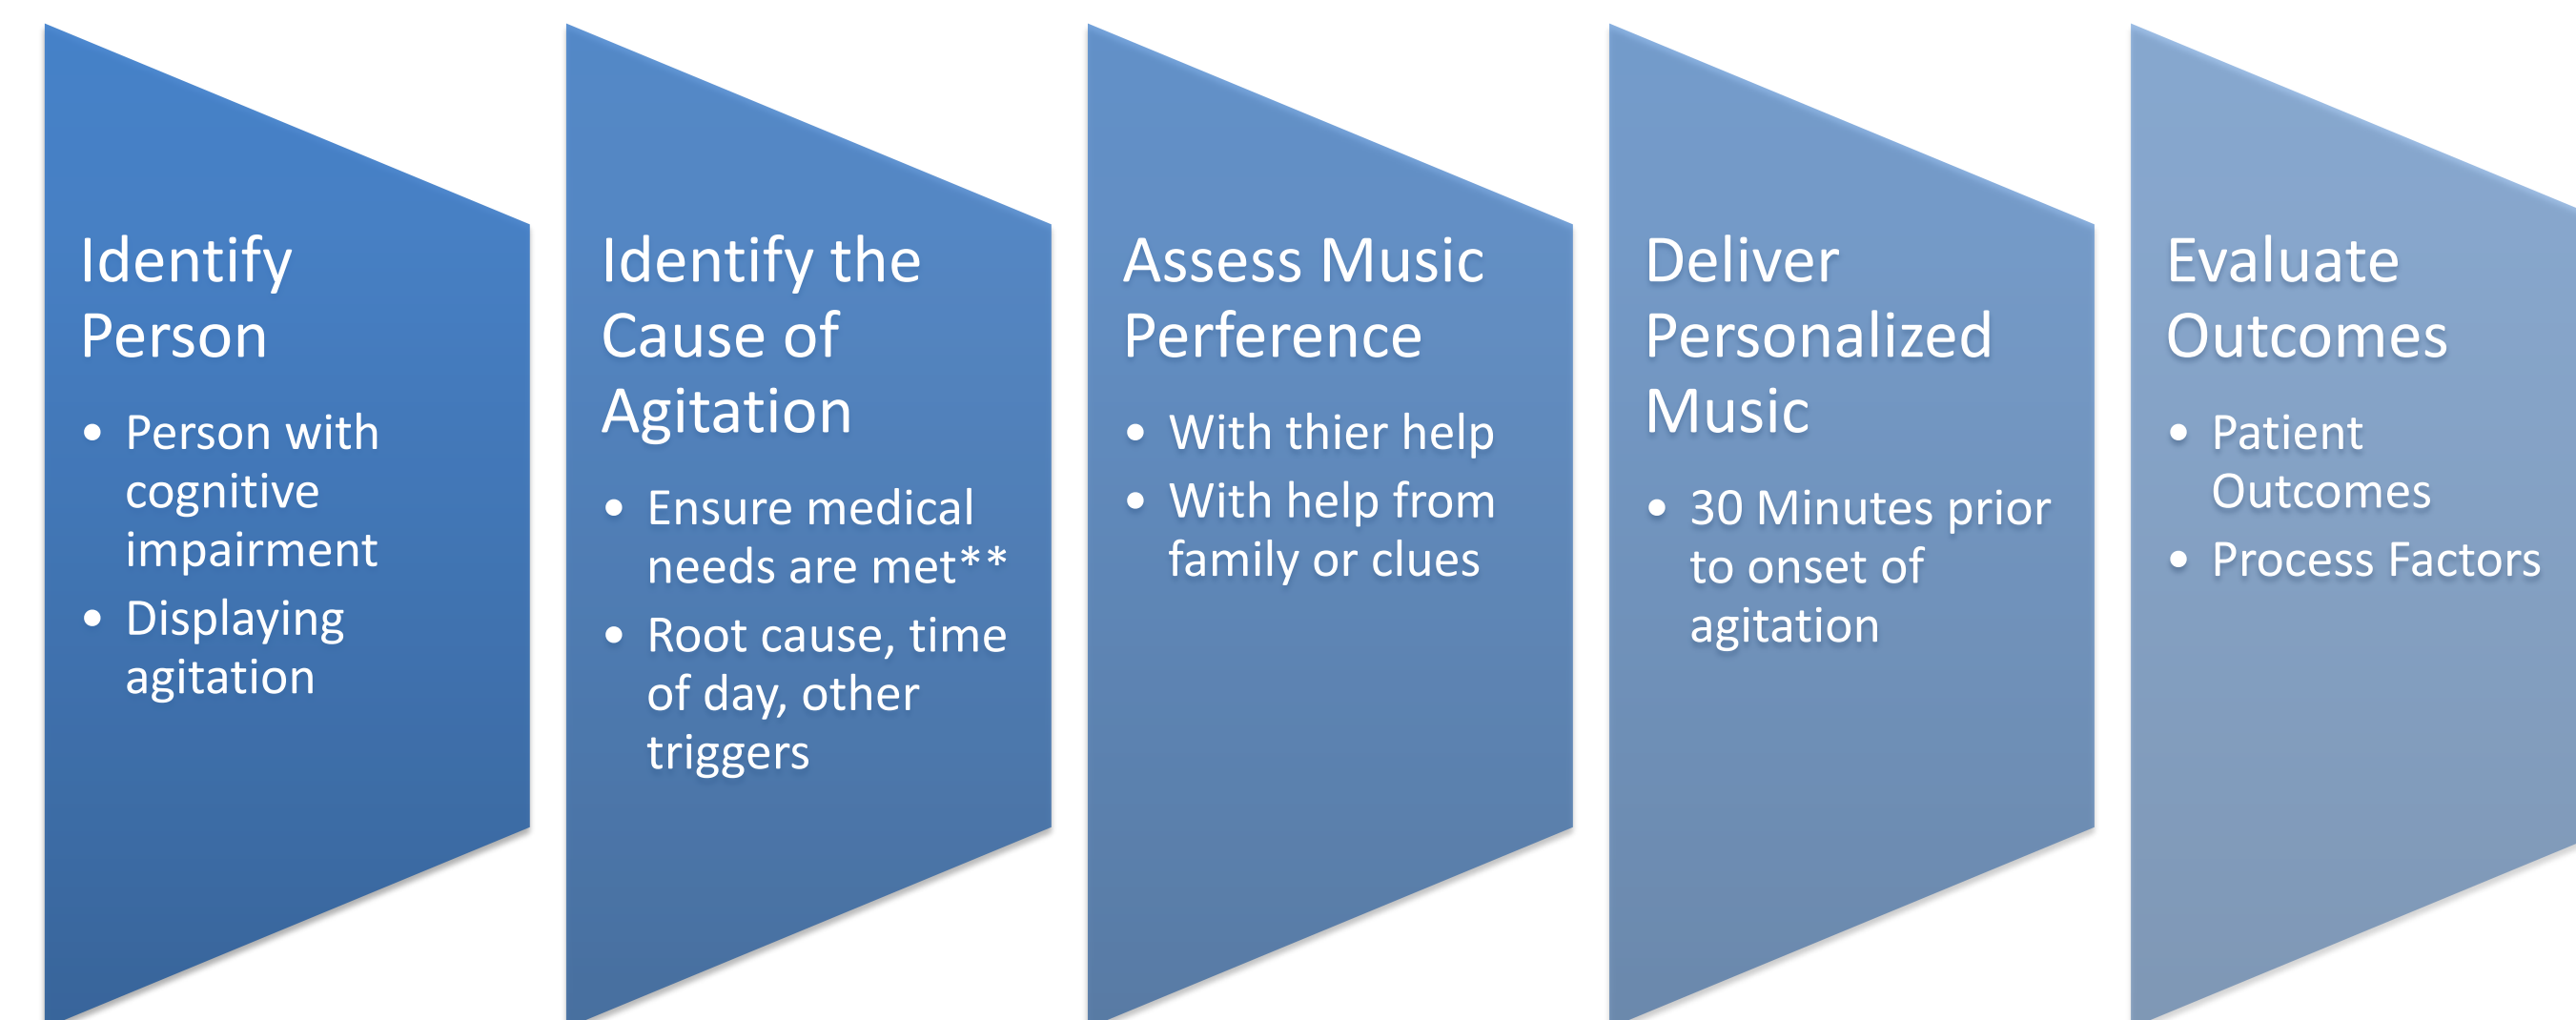 Identify
Person
• Person with
cognitive
impairment
• Displaying
agitation
Identify the
Cause of
Agitation
• Ensure medical
needs are met**
• Root cause, time
of day, other
triggers
Assess Music
Perference
• With thier help
• With help from
family or clues
Deliver
Personalized
Music
• 30 Minutes prior
to onset of
agitation
Evaluate
Outcomes
• Patient
Outcomes
• Process Factors